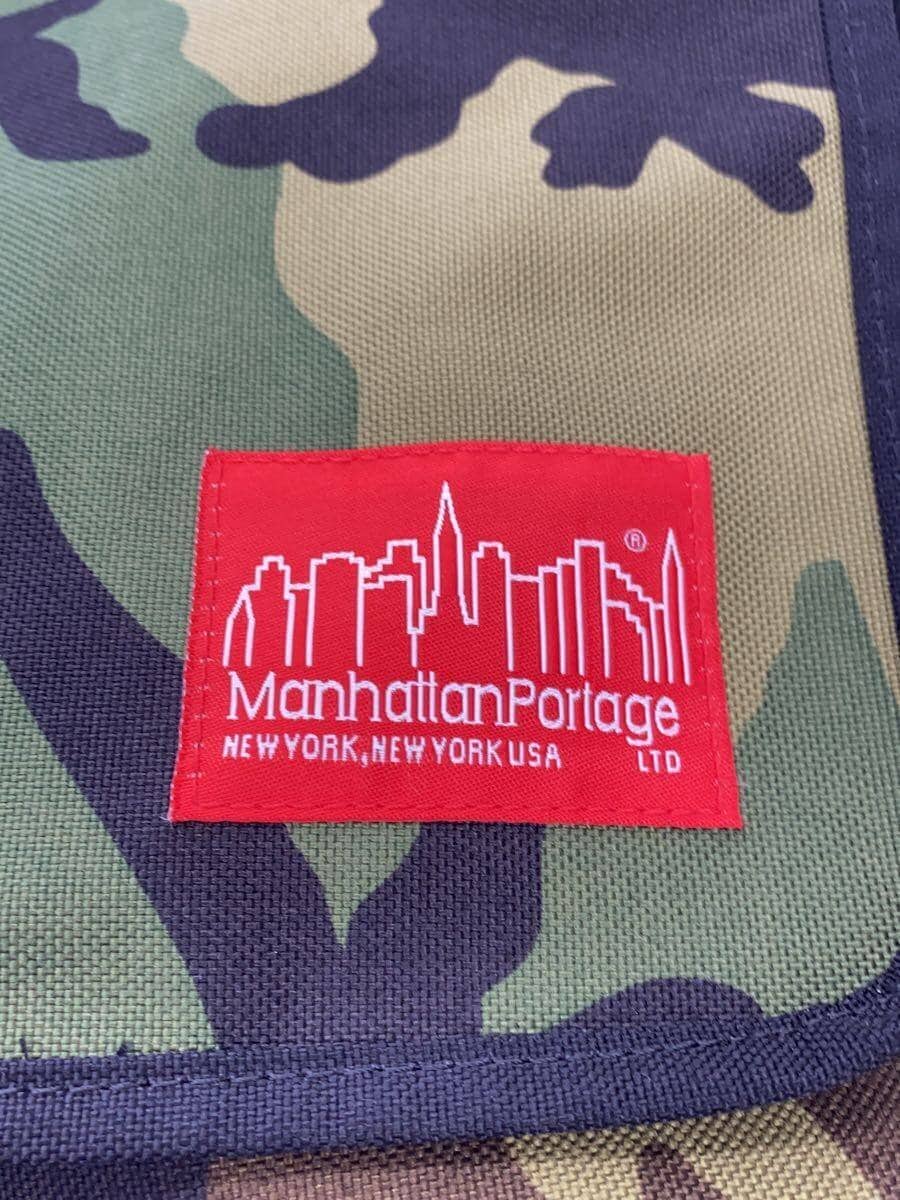 ®
ManhattanPortage
NEW YORK, NEW YORK USA LTD